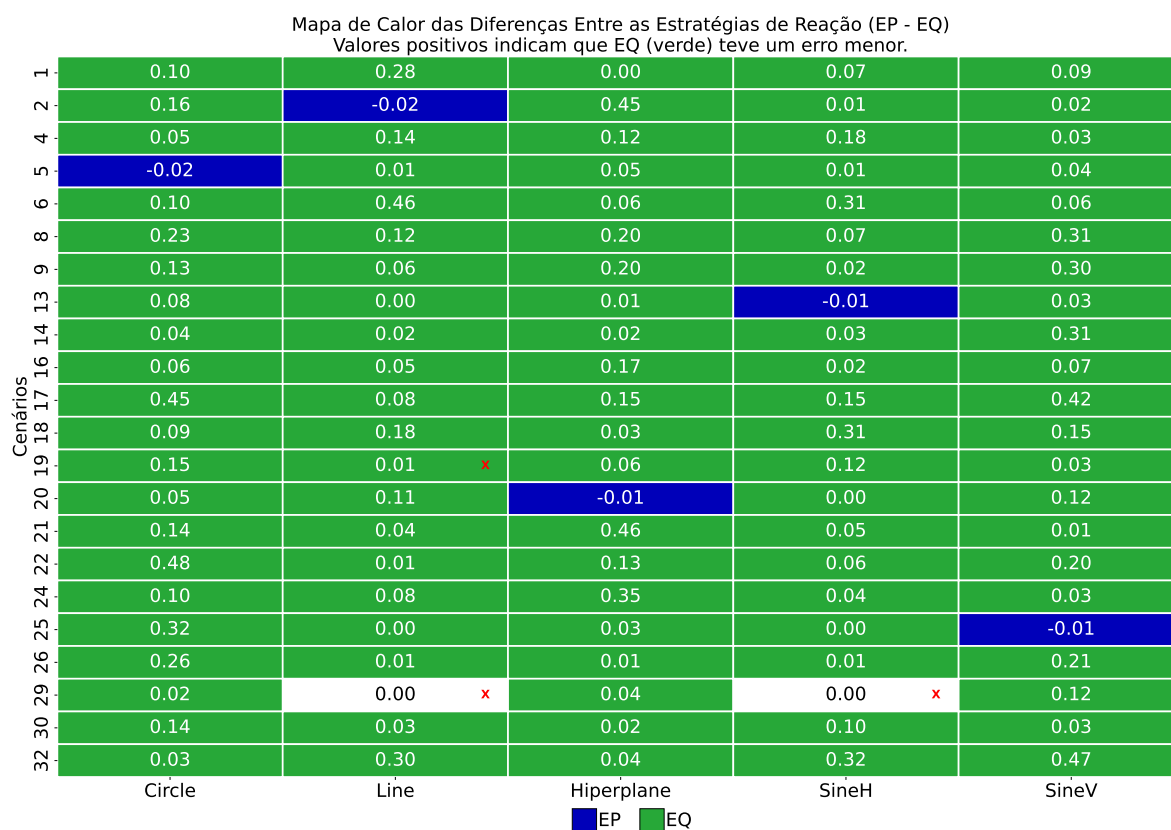 Mapa de Calor das Diferenças Entre as Estratégias de Reação (EP - EQ)
Valores positivos indicam que EQ (verde) teve um erro menor.
Cenários
1 0.10 0.28 0.00 0.07 0.09
2 0.16 -0.02 0.45 0.01 0.02
4 0.05 0.14 0.12 0.18 0.03
5 -0.02 0.01 0.05 0.01 0.04
6 0.10 0.46 0.06 0.31 0.06
8 0.23 0.12 0.20 0.07 0.31
9 0.13 0.06 0.20 0.02 0.30
13 0.08 0.00 0.01 -0.01 0.03
14 0.04 0.02 0.02 0.03 0.31
16 0.06 0.05 0.17 0.02 0.07
17 0.45 0.08 0.15 0.15 0.42
18 0.09 0.18 0.03 0.31 0.15
19 0.15 0.01 x 0.06 0.12 0.03
20 0.05 0.11 -0.01 0.00 0.12
21 0.14 0.04 0.46 0.05 0.01
22 0.48 0.01 0.13 0.06 0.20
24 0.10 0.08 0.35 0.04 0.03
25 0.32 0.00 0.03 0.00 -0.01
26 0.26 0.01 0.01 0.01 0.21
29 0.02 0.00 x 0.04 0.00 x 0.12
30 0.14 0.03 0.02 0.10 0.03
32 0.03 0.30 0.04 0.32 0.47
Circle Line Hiperplane SineH SineV
EP EQ